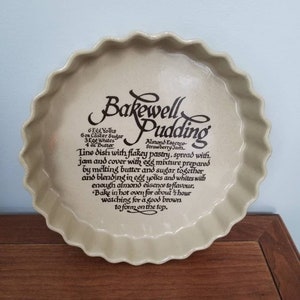 Bakewell
Pudding
6 Egg Yolks
6 oz Caster Sugar
3 Egg Whites
4 oz Butter
Almond Essence
Strawberry Jam.
Line dish with flakey pastry, spread with
jam and cover with egg mixture prepared
by melting butter and sugar together
and blending in egg yolks and whites with
enough almond essence to flavour.
Bake in hot oven for about ½ hour
watching for a good brown
to form on the top.